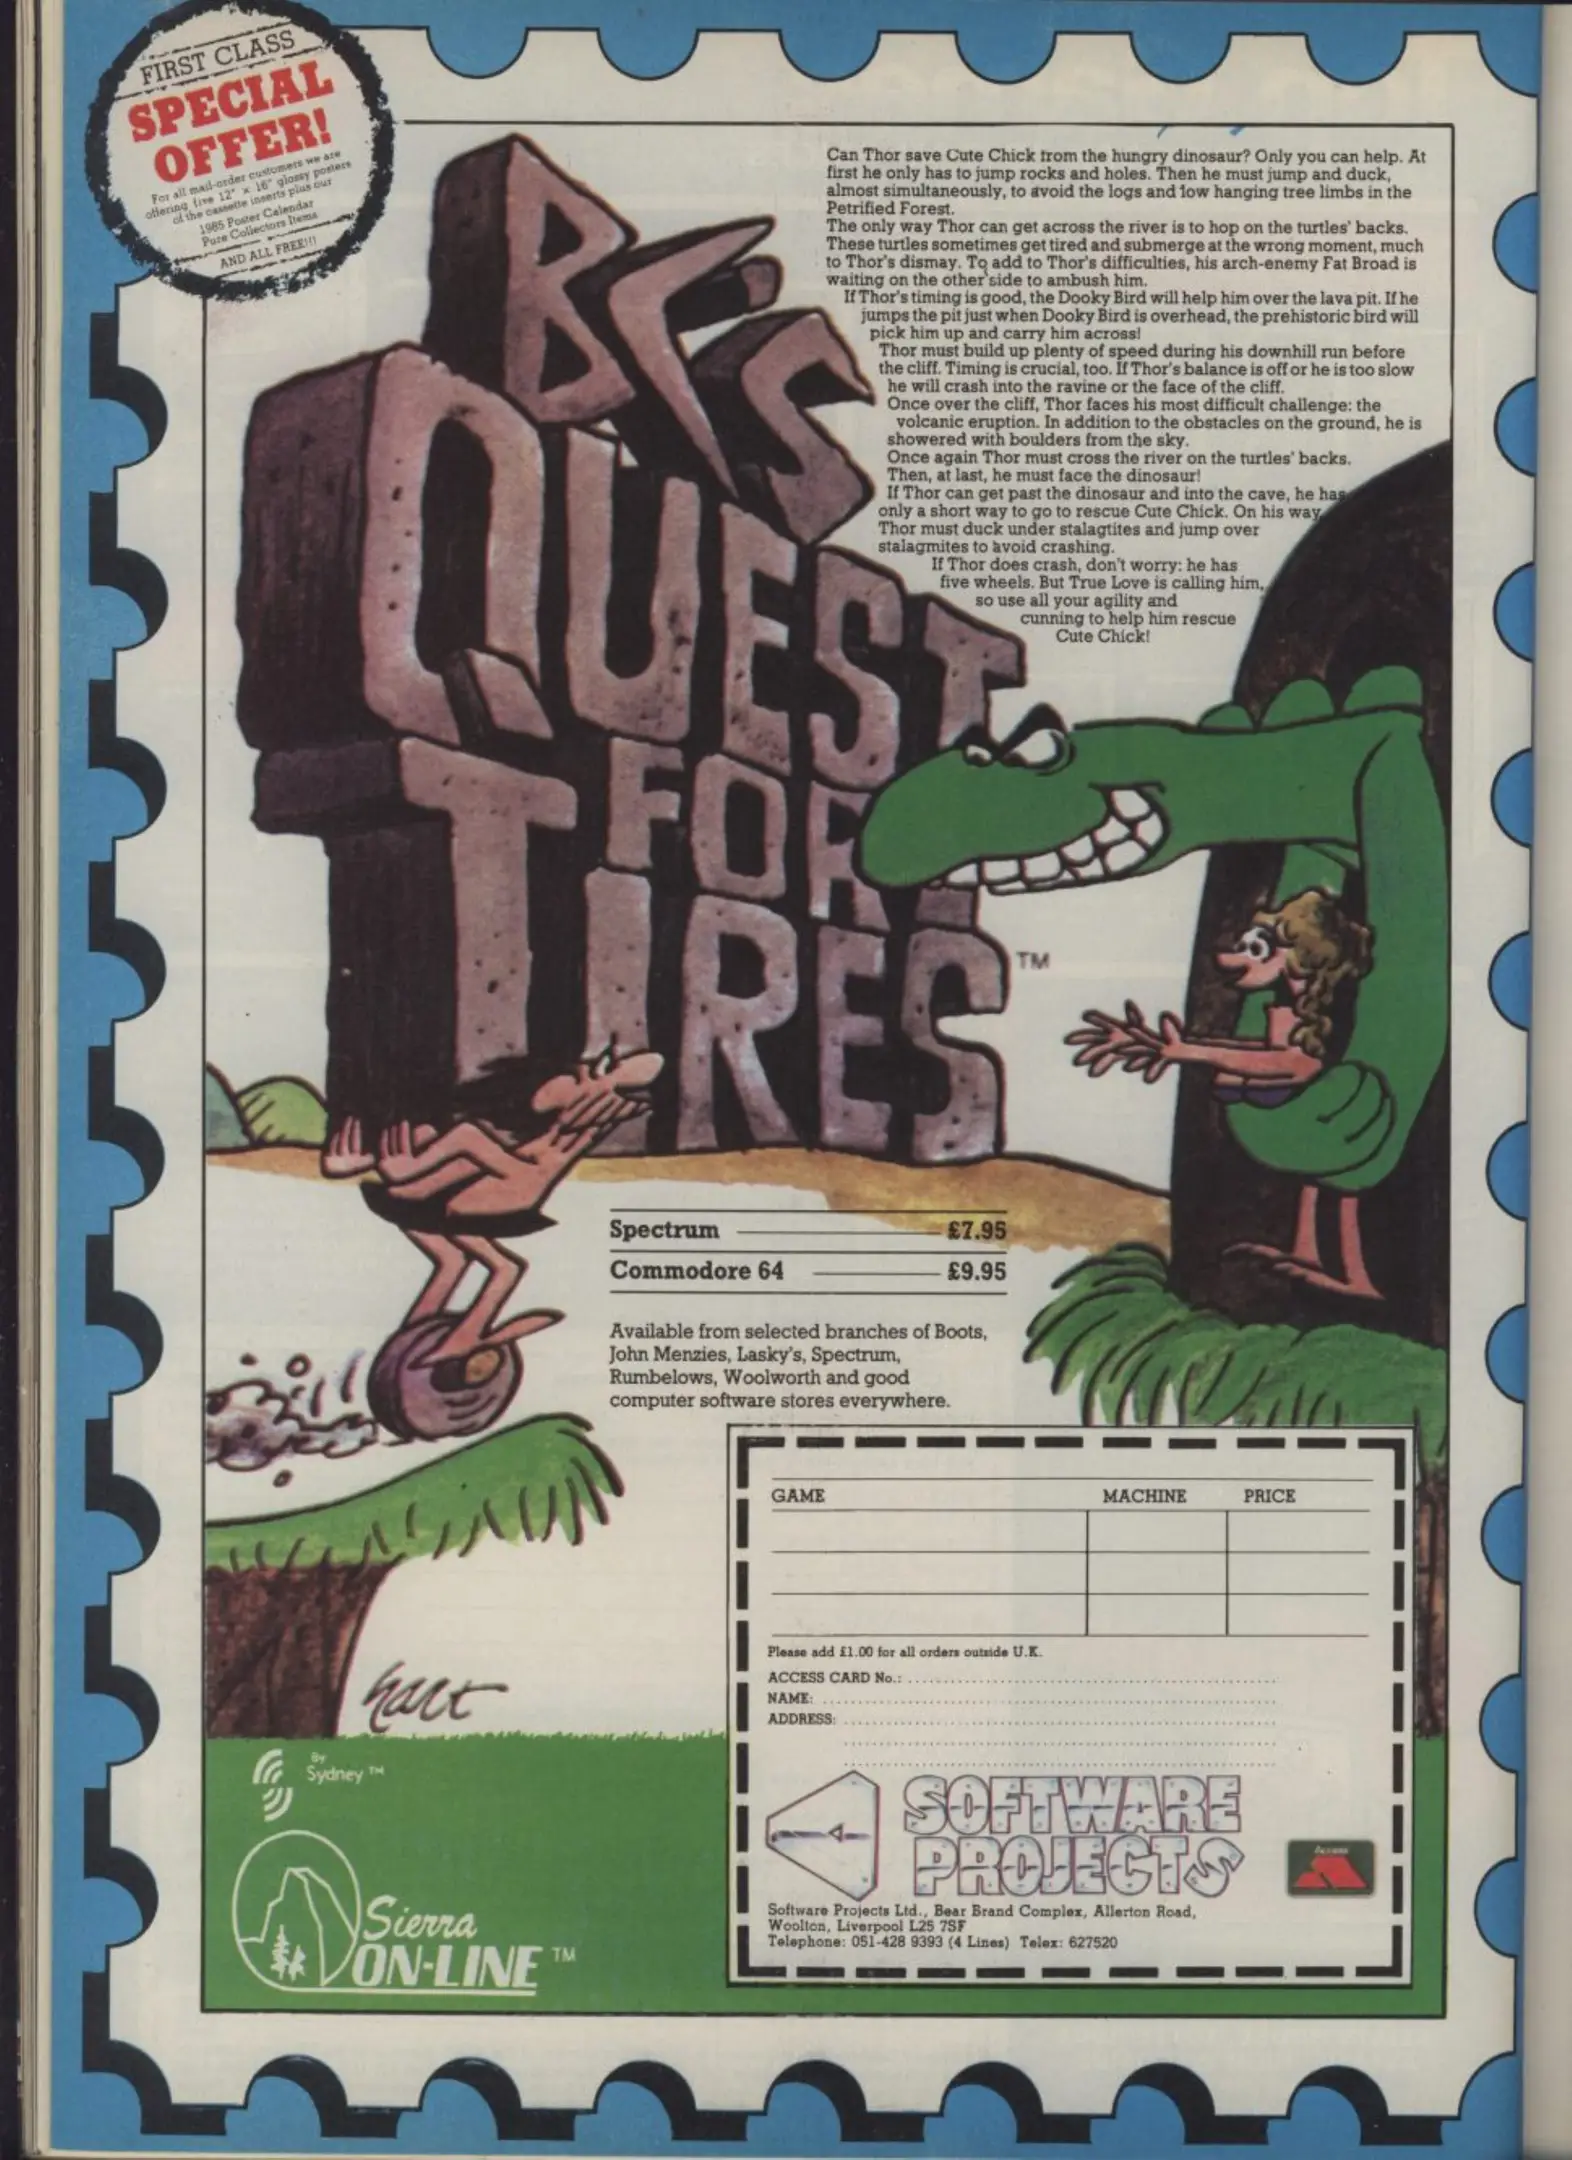 FIRST CLASS
SPECIAL
OFFER!
For all mail-order customers we are
offering five 12" x 16" glossy posters
of the cassette inserts plus our
1985 Poster Calendar
Pure Collectors Items
AND ALL FREE!!!
BC'S
QUEST
FOR
TIRES
TM
Can Thor save Cute Chick from the hungry dinosaur? Only you can help. At
first he only has to jump rocks and holes. Then he must jump and duck,
almost simultaneously, to avoid the logs and low hanging tree limbs in the
Petrified Forest.
The only way Thor can get across the river is to hop on the turtles' backs.
These turtles sometimes get tired and submerge at the wrong moment, much
to Thor's dismay. To add to Thor's difficulties, his arch-enemy Fat Broad is
waiting on the other side to ambush him.
If Thor's timing is good, the Dooky Bird will help him over the lava pit. If he
jumps the pit just when Dooky Bird is overhead, the prehistoric bird will
pick him up and carry him across!
Thor must build up plenty of speed during his downhill run before
the cliff. Timing is crucial, too. If Thor's balance is off or he is too slow
he will crash into the ravine or the face of the cliff.
Once over the cliff, Thor faces his most difficult challenge: the
volcanic eruption. In addition to the obstacles on the ground, he is
showered with boulders from the sky.
Once again Thor must cross the river on the turtles' backs.
Then, at last, he must face the dinosaur!
If Thor can get past the dinosaur and into the cave, he has
only a short way to go to rescue Cute Chick. On his way,
Thor must duck under stalagtites and jump over
stalagmites to avoid crashing.
If Thor does crash, don't worry: he has
five wheels. But True Love is calling him,
so use all your agility and
cunning to help him rescue
Cute Chick!
Spectrum £7.95
Commodore 64 £9.95
Available from selected branches of Boots,
John Menzies, Lasky's, Spectrum,
Rumbelows, Woolworth and good
computer software stores everywhere.
GAME MACHINE PRICE
Please add £1.00 for all orders outside U.K.
ACCESS CARD No.:
NAME:
ADDRESS:
hart
By
Sydney TM
Sierra
ON-LINE TM
SOFTWARE
PROJECTS
Access
Software Projects Ltd., Bear Brand Complex, Allerton Road,
Woolton, Liverpool L25 7SF
Telephone: 051-428 9393 (4 Lines) Telex: 627520